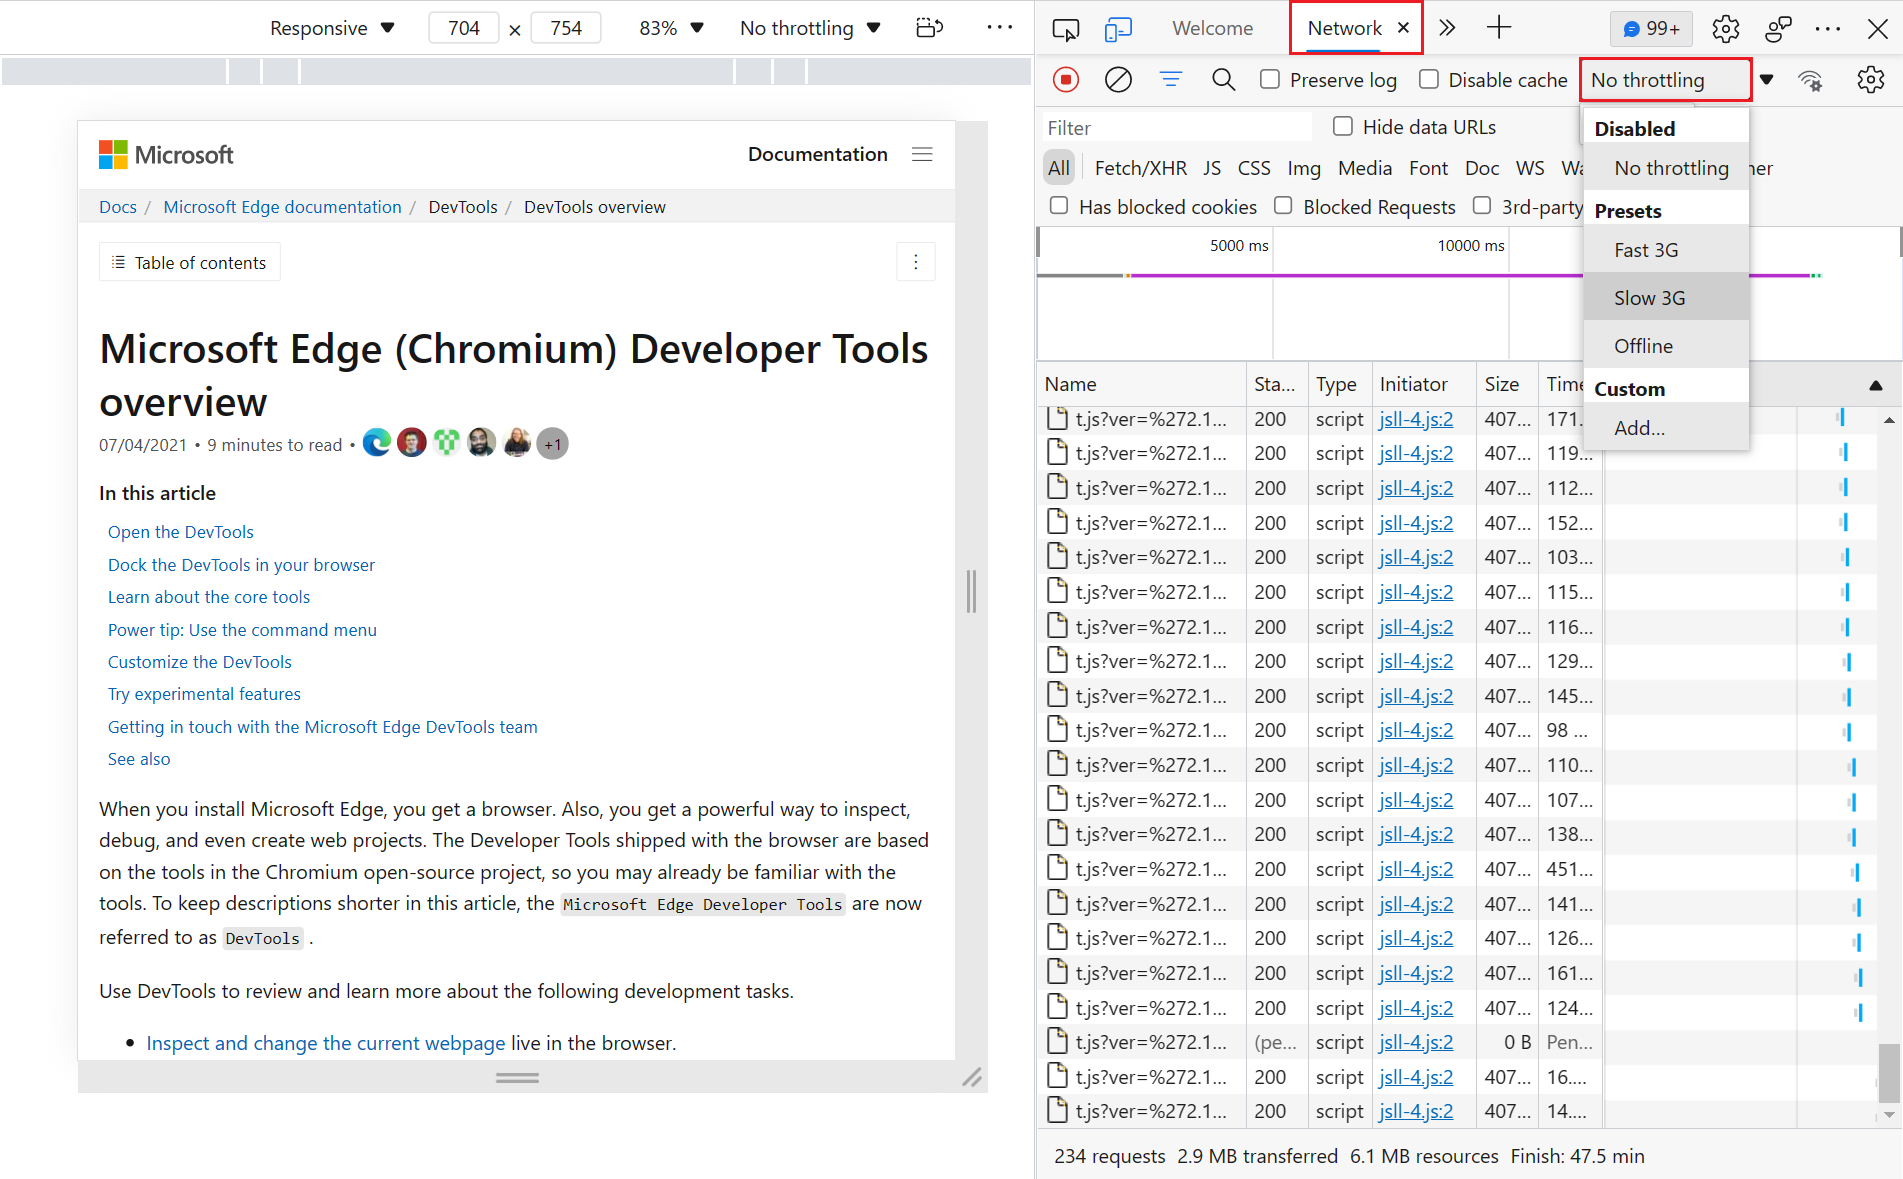 Responsive 704 × 754 83% No throttling
Welcome Network 99+
Preserve log Disable cache No throttling
Filter Hide data URLs
All Fetch/XHR JS CSS Img Media Font Doc WS
Has blocked cookies Blocked Requests 3rd-party
Disabled
No throttling
Presets
Fast 3G
Slow 3G
Offline
Custom
Add...
5000 ms 10000 ms
Microsoft Documentation
Docs / Microsoft Edge documentation / DevTools / DevTools overview
Table of contents
Microsoft Edge (Chromium) Developer Tools
overview
07/04/2021 • 9 minutes to read • +1
In this article
Open the DevTools
Dock the DevTools in your browser
Learn about the core tools
Power tip: Use the command menu
Customize the DevTools
Try experimental features
Getting in touch with the Microsoft Edge DevTools team
See also
When you install Microsoft Edge, you get a browser. Also, you get a powerful way to inspect,
debug, and even create web projects. The Developer Tools shipped with the browser are based
on the tools in the Chromium open-source project, so you may already be familiar with the
tools. To keep descriptions shorter in this article, the Microsoft Edge Developer Tools are now
referred to as DevTools .
Use DevTools to review and learn more about the following development tasks.
• Inspect and change the current webpage live in the browser.
Name Sta... Type Initiator Size Time
t.js?ver=%272.1... 200 script jsll-4.js:2 407... 171...
t.js?ver=%272.1... 200 script jsll-4.js:2 407... 119...
t.js?ver=%272.1... 200 script jsll-4.js:2 407... 112...
t.js?ver=%272.1... 200 script jsll-4.js:2 407... 152...
t.js?ver=%272.1... 200 script jsll-4.js:2 407... 103...
t.js?ver=%272.1... 200 script jsll-4.js:2 407... 115...
t.js?ver=%272.1... 200 script jsll-4.js:2 407... 116...
t.js?ver=%272.1... 200 script jsll-4.js:2 407... 129...
t.js?ver=%272.1... 200 script jsll-4.js:2 407... 145...
t.js?ver=%272.1... 200 script jsll-4.js:2 407... 98 ...
t.js?ver=%272.1... 200 script jsll-4.js:2 407... 110...
t.js?ver=%272.1... 200 script jsll-4.js:2 407... 107...
t.js?ver=%272.1... 200 script jsll-4.js:2 407... 138...
t.js?ver=%272.1... 200 script jsll-4.js:2 407... 451...
t.js?ver=%272.1... 200 script jsll-4.js:2 407... 141...
t.js?ver=%272.1... 200 script jsll-4.js:2 407... 126...
t.js?ver=%272.1... 200 script jsll-4.js:2 407... 161...
t.js?ver=%272.1... 200 script jsll-4.js:2 407... 124...
t.js?ver=%272.1... (pe... script jsll-4.js:2 0 B Pen...
t.js?ver=%272.1... 200 script jsll-4.js:2 407... 16....
t.js?ver=%272.1... 200 script jsll-4.js:2 407... 14....
234 requests 2.9 MB transferred 6.1 MB resources Finish: 47.5 min